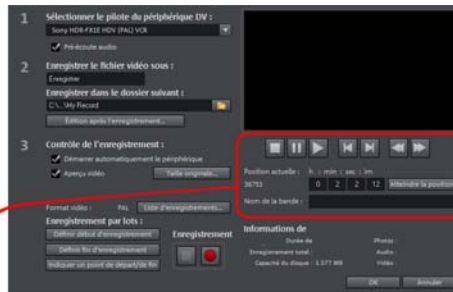 1 Sélectionner le pilote du périphérique DV :
Sony HDR-FX1E HDV (PAL) VCR
Pré-écoute audio
2 Enregistrer le fichier vidéo sous :
Enregitrer
Enregistrer dans le dossier suivant :
C:\...\My Record
Édition après l'enregistrement...
3 Contrôle de l'enregistrement :
Démarrer automatiquement le périphérique
Aperçu vidéo
Taille originale...
Format vidéo : PAL
Liste d'enregistrements...
Enregistrement par lots :
Définir début d'enregistrement
Définir fin d'enregistrement
Indiquer un point de départ/de fin
Enregistrement
Position actuelle : h : min : sec : im
36753 0 2 2 12 Atteindre la position
Nom de la bande :
Informations de
Durée de
Enregistrement total :
Capacité du disque : 1.577 MB
Photos :
Audio :
Vidéo :
OK
Annuler